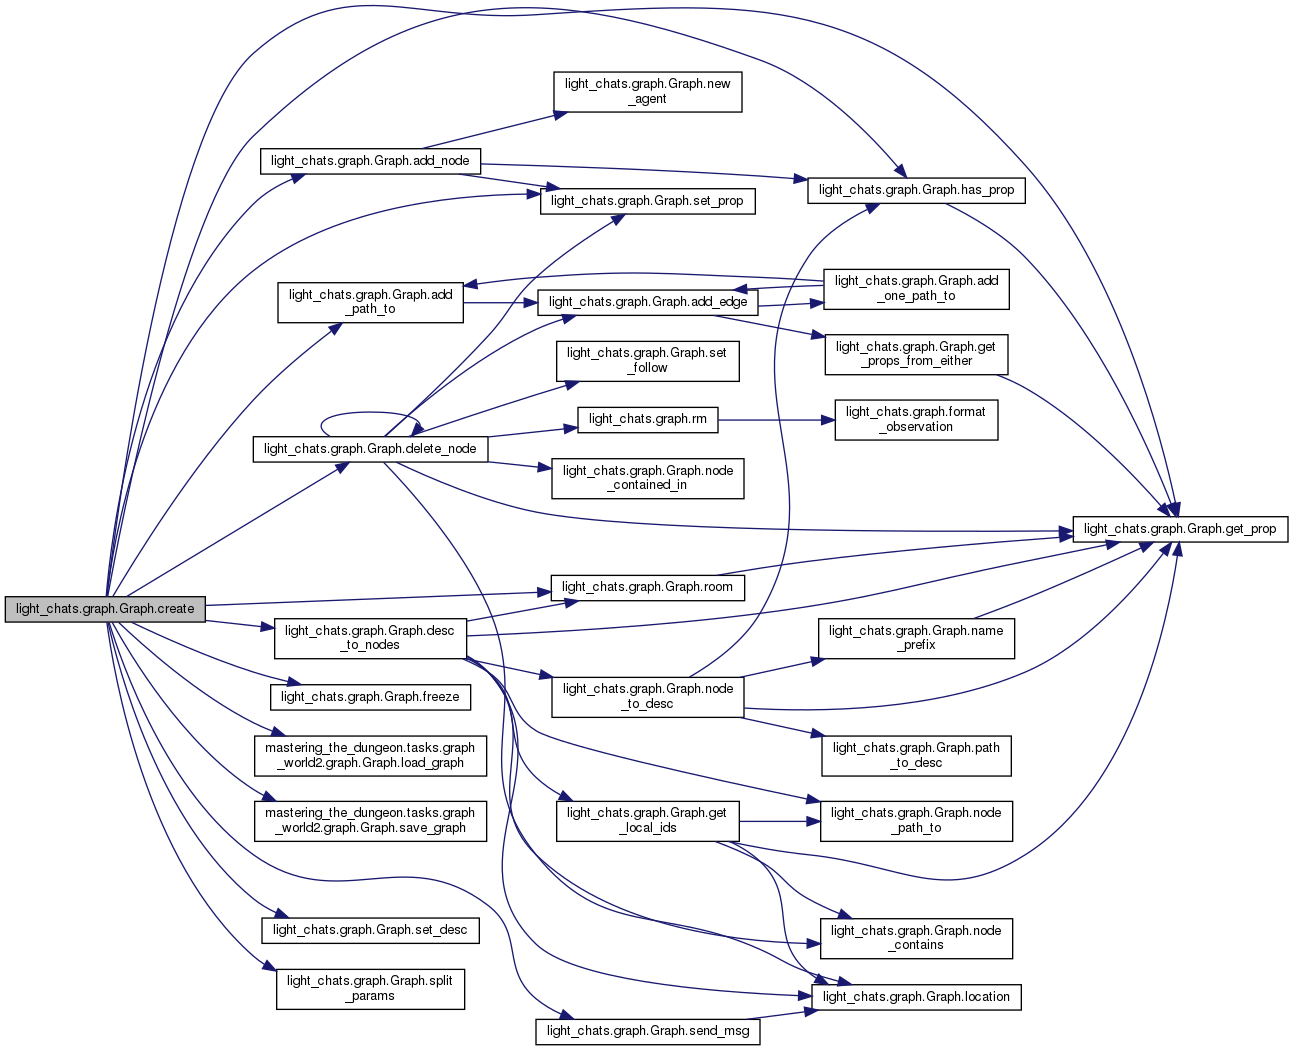 light_chats.graph.Graph.new
_agent
light_chats.graph.Graph.add_node
light_chats.graph.Graph.has_prop
light_chats.graph.Graph.set_prop
light_chats.graph.Graph.add
_path_to
light_chats.graph.Graph.add_edge
light_chats.graph.Graph.add
_one_path_to
light_chats.graph.Graph.set
_follow
light_chats.graph.Graph.get
_props_from_either
light_chats.graph.rm
light_chats.graph.format
_observation
light_chats.graph.Graph.delete_node
light_chats.graph.Graph.node
_contained_in
light_chats.graph.Graph.get_prop
light_chats.graph.Graph.create
light_chats.graph.Graph.room
light_chats.graph.Graph.desc
_to_nodes
light_chats.graph.Graph.name
_prefix
light_chats.graph.Graph.freeze
light_chats.graph.Graph.node
_to_desc
mastering_the_dungeon.tasks.graph
_world2.graph.Graph.load_graph
light_chats.graph.Graph.path
_to_desc
mastering_the_dungeon.tasks.graph
_world2.graph.Graph.save_graph
light_chats.graph.Graph.get
_local_ids
light_chats.graph.Graph.node
_path_to
light_chats.graph.Graph.set_desc
light_chats.graph.Graph.node
_contains
light_chats.graph.Graph.split
_params
light_chats.graph.Graph.location
light_chats.graph.Graph.send_msg